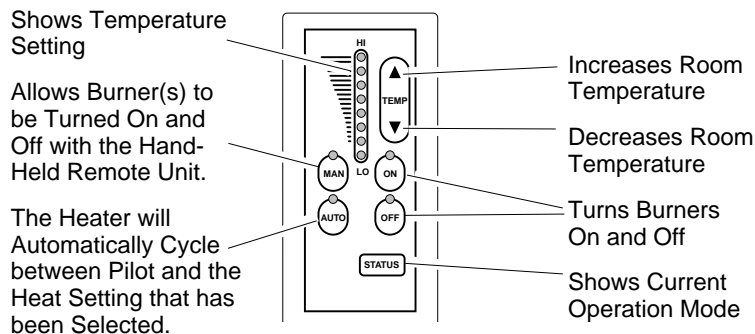 Shows Temperature
Setting
Allows Burner(s) to
be Turned On and
Off with the Hand-
Held Remote Unit.
The Heater will
Automatically Cycle
between Pilot and the
Heat Setting that has
been Selected.
HI
TEMP
LO
MAN
ON
AUTO
OFF
STATUS
Increases Room
Temperature
Decreases Room
Temperature
Turns Burners
On and Off
Shows Current
Operation Mode